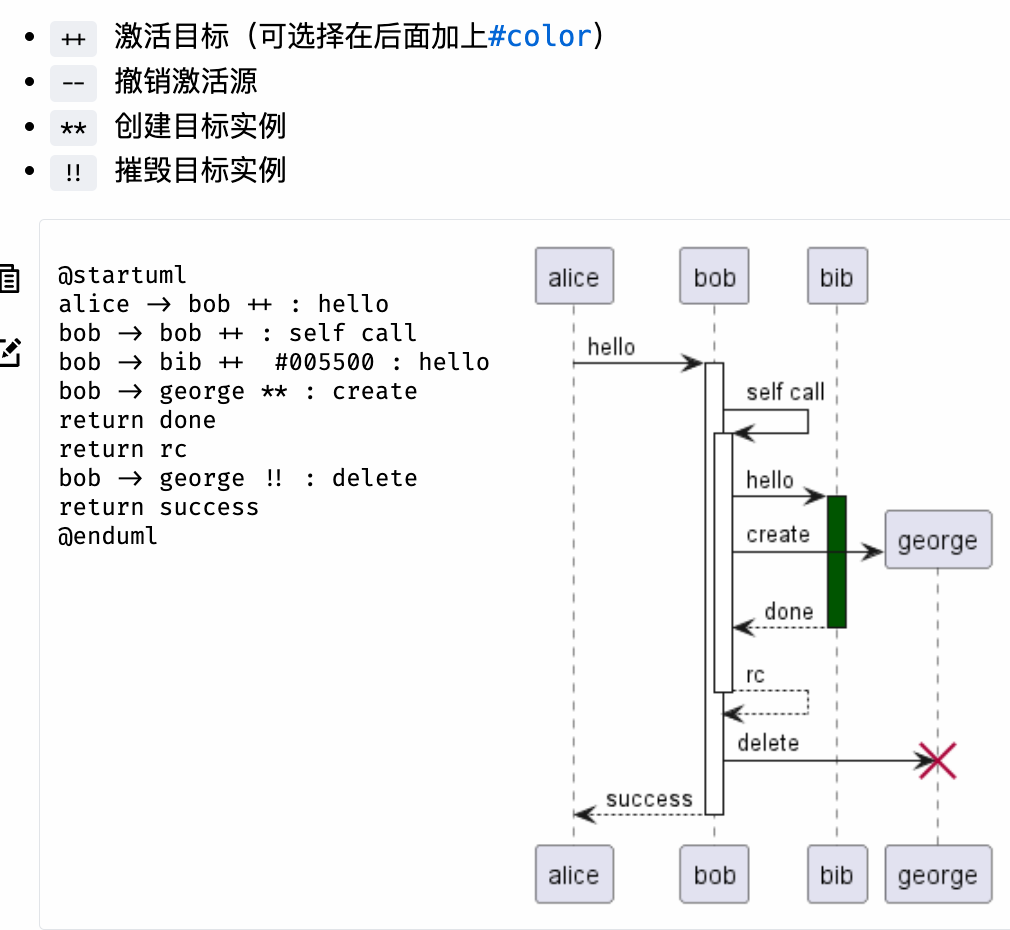 ++ 激活目标（可选择在后面加上#color）
-- 撤销激活源
** 创建目标实例
!! 摧毁目标实例
@startuml
alice -> bob ++ : hello
bob -> bob ++ : self call
bob -> bib ++  #005500 : hello
bob -> george ** : create
return done
return rc
bob -> george !! : delete
return success
@enduml
alice bob bib
hello
self call
hello
create
george
done
rc
delete
success
alice bob bib george